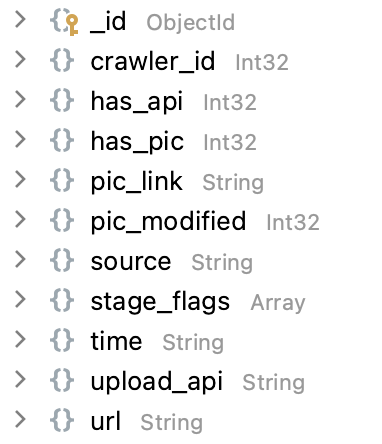 _id ObjectId
crawler_id Int32
has_api Int32
has_pic Int32
pic_link String
pic_modified Int32
source String
stage_flags Array
time String
upload_api String
url String